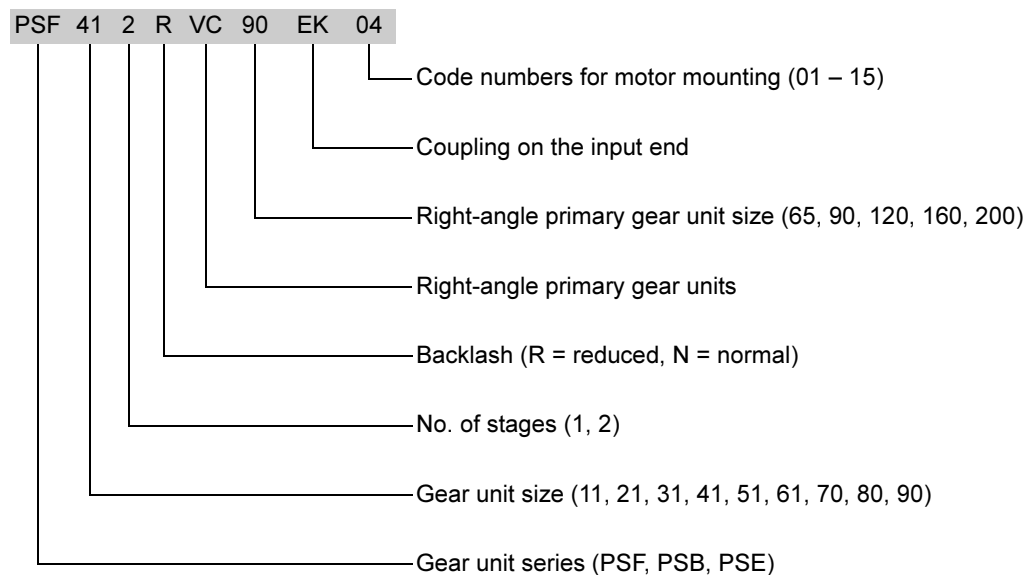 PSF 41 2 R VC 90 EK 04
Code numbers for motor mounting (01 – 15)
Coupling on the input end
Right-angle primary gear unit size (65, 90, 120, 160, 200)
Right-angle primary gear units
Backlash (R = reduced, N = normal)
No. of stages (1, 2)
Gear unit size (11, 21, 31, 41, 51, 61, 70, 80, 90)
Gear unit series (PSF, PSB, PSE)